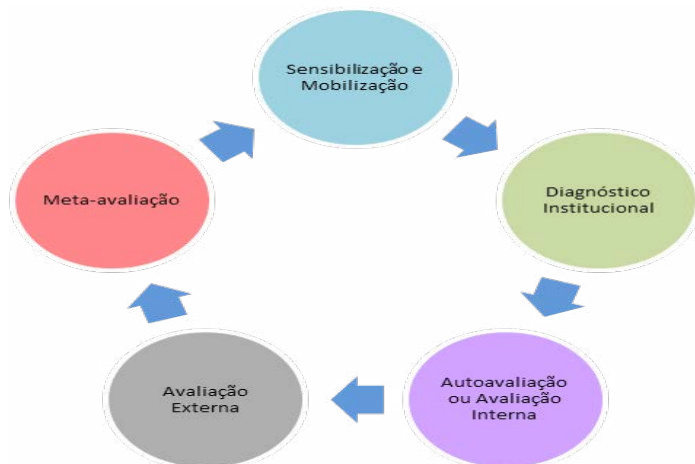 Sensibilização e
Mobilização
Diagnóstico
Institucional
Autoavaliação
ou Avaliação
Interna
Avaliação
Externa
Meta-avaliação